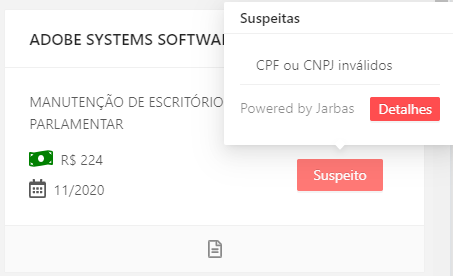 Suspeitas
CPF ou CNPJ inválidos
Powered by Jarbas
Detalhes
ADOBE SYSTEMS
MANUTENÇÃO DE ESCRITÓRIO
PARLAMENTAR
R$ 224
11/2020
Suspeito